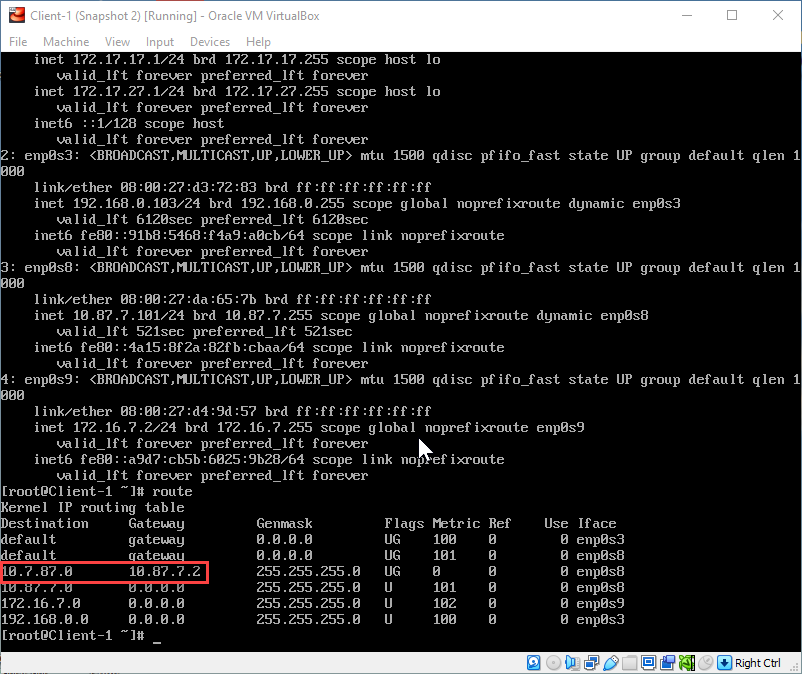 Client-1 (Snapshot 2) [Running] - Oracle VM VirtualBox
File Machine View Input Devices Help
inet 172.17.17.1/24 brd 172.17.17.255 scope host lo
valid_lft forever preferred_lft forever
inet 172.17.27.1/24 brd 172.17.27.255 scope host lo
valid_lft forever preferred_lft forever
inet6 ::1/128 scope host
valid_lft forever preferred_lft forever
2: enp0s3: <BROADCAST,MULTICAST,UP,LOWER_UP> mtu 1500 qdisc pfifo_fast state UP group default qlen 1
000
link/ether 08:00:27:d3:72:83 brd ff:ff:ff:ff:ff:ff
inet 192.168.0.103/24 brd 192.168.0.255 scope global noprefixroute dynamic enp0s3
valid_lft 6120sec preferred_lft 6120sec
inet6 fe80::91b8:5468:f4a9:a0cb/64 scope link noprefixroute
valid_lft forever preferred_lft forever
3: enp0s8: <BROADCAST,MULTICAST,UP,LOWER_UP> mtu 1500 qdisc pfifo_fast state UP group default qlen 1
000
link/ether 08:00:27:da:65:7b brd ff:ff:ff:ff:ff:ff
inet 10.87.7.101/24 brd 10.87.7.255 scope global noprefixroute dynamic enp0s8
valid_lft 521sec preferred_lft 521sec
inet6 fe80::4a15:8f2a:82fb:cbaa/64 scope link noprefixroute
valid_lft forever preferred_lft forever
4: enp0s9: <BROADCAST,MULTICAST,UP,LOWER_UP> mtu 1500 qdisc pfifo_fast state UP group default qlen 1
000
link/ether 08:00:27:d4:9d:57 brd ff:ff:ff:ff:ff:ff
inet 172.16.7.2/24 brd 172.16.7.255 scope global noprefixroute enp0s9
valid_lft forever preferred_lft forever
inet6 fe80::a9d7:cb5b:6025:9b28/64 scope link noprefixroute
valid_lft forever preferred_lft forever
[root@Client-1 ~]# route
Kernel IP routing table
Destination Gateway Genmask Flags Metric Ref Use Iface
default gateway 0.0.0.0 UG 100 0 0 enp0s3
default gateway 0.0.0.0 UG 101 0 0 enp0s8
10.7.87.0 10.87.7.2 255.255.255.0 UG 0 0 0 enp0s8
10.87.7.0 0.0.0.0 255.255.255.0 U 101 0 0 enp0s8
172.16.7.0 0.0.0.0 255.255.255.0 U 102 0 0 enp0s9
192.168.0.0 0.0.0.0 255.255.255.0 U 100 0 0 enp0s3
[root@Client-1 ~]# _
Right Ctrl